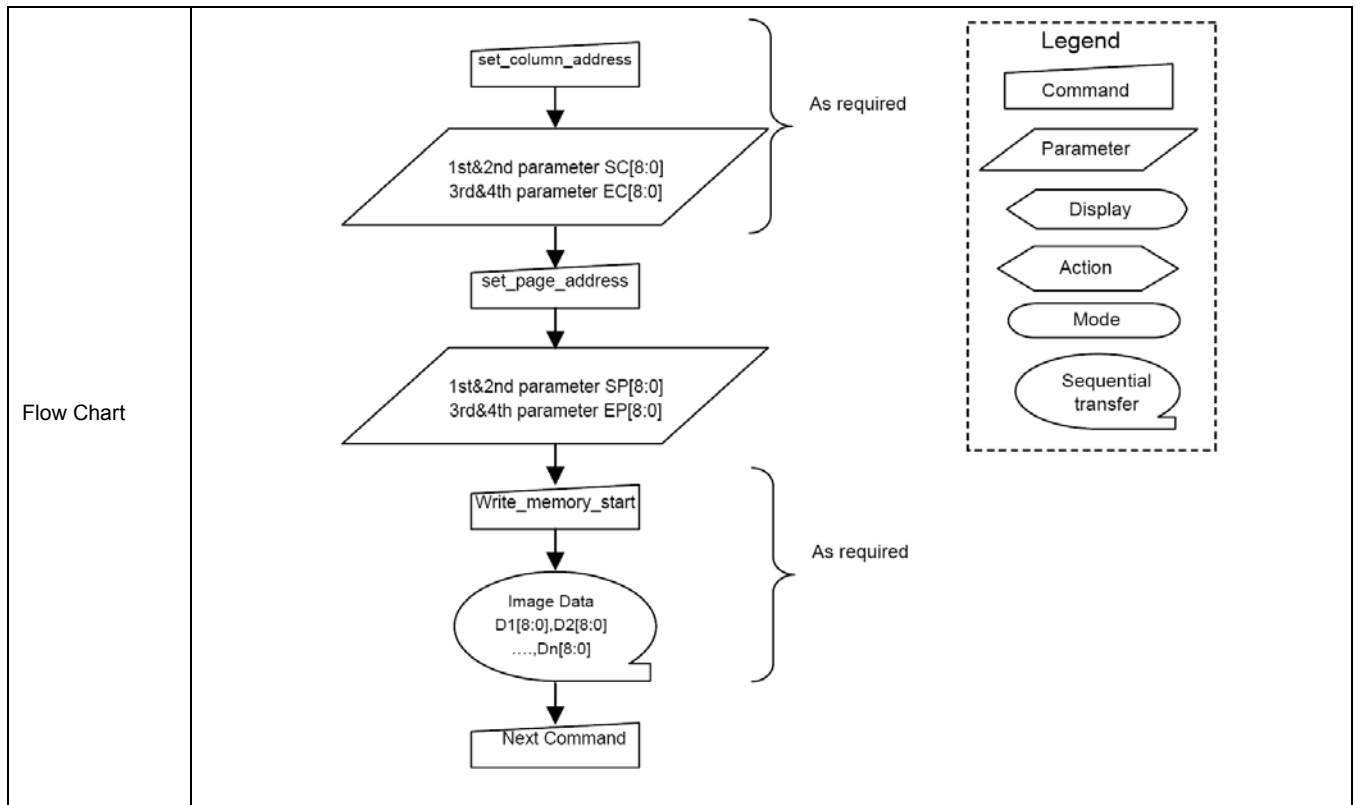 Flow Chart
set_column_address
1st&2nd parameter SC[8:0]
3rd&4th parameter EC[8:0]
As required
set_page_address
1st&2nd parameter SP[8:0]
3rd&4th parameter EP[8:0]
Write_memory_start
Image Data
D1[8:0],D2[8:0]
....,Dn[8:0]
As required
Next Command
Legend
Command
Parameter
Display
Action
Mode
Sequential
transfer